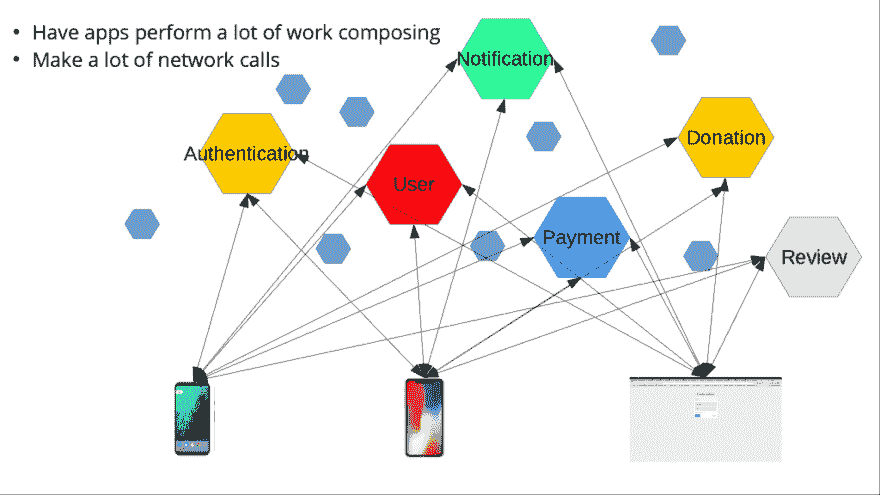 • Have apps perform a lot of work composing
• Make a lot of network calls
Notification
Authentication
User
Donation
Payment
Review